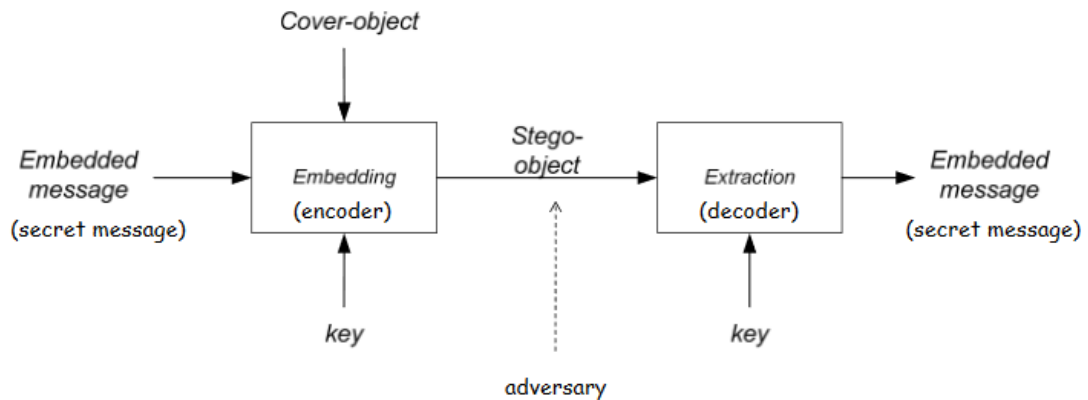 Cover-object
Embedded
message
(secret message)
Embedding
(encoder)
Stego-
object
Extraction
(decoder)
Embedded
message
(secret message)
key
key
adversary